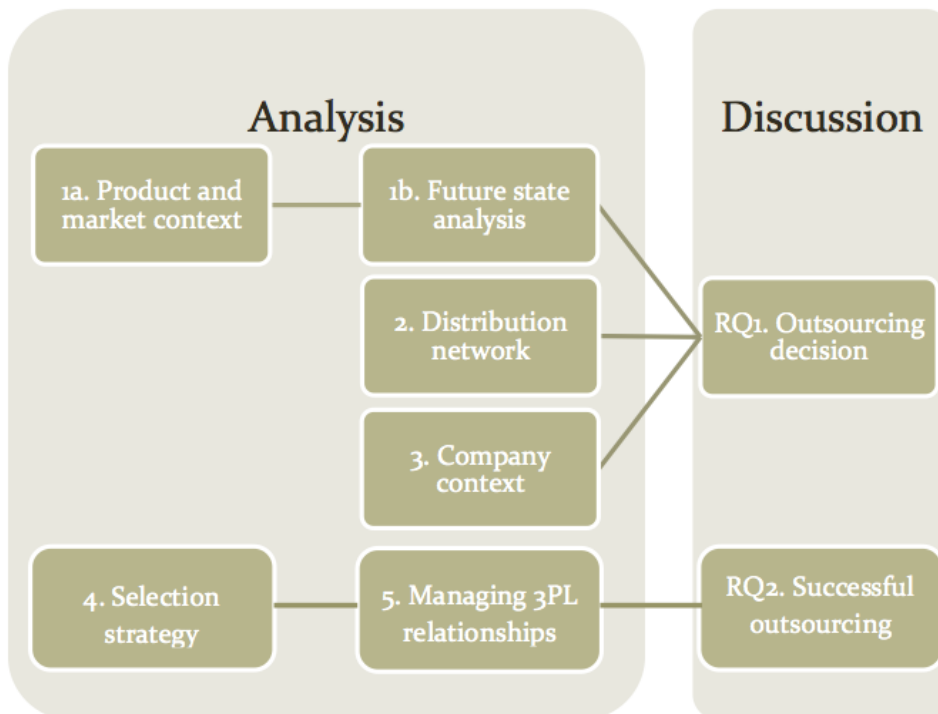 Analysis
Discussion
1a. Product and
market context
1b. Future state
analysis
2. Distribution
network
3. Company
context
RQ1. Outsourcing
decision
4. Selection
strategy
5. Managing 3PL
relationships
RQ2. Successful
outsourcing